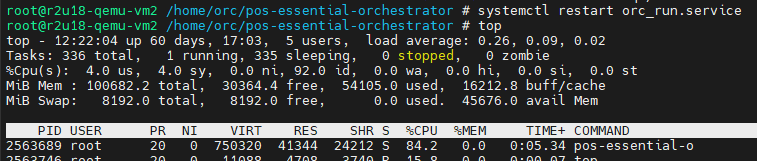 root@r2u18-qemu-vm2 /home/orc/pos-essential-orchestrator # systemctl restart orc_run.service
root@r2u18-qemu-vm2 /home/orc/pos-essential-orchestrator # top
top - 12:22:04 up 60 days, 17:03,  5 users,  load average: 0.26, 0.09, 0.02
Tasks: 336 total,   1 running, 335 sleeping,   0 stopped,   0 zombie
%Cpu(s):  4.0 us,  4.0 sy,  0.0 ni, 92.0 id,  0.0 wa,  0.0 hi,  0.0 si,  0.0 st
MiB Mem : 100682.2 total,  30364.4 free,  54105.0 used,  16212.8 buff/cache
MiB Swap:   8192.0 total,   8192.0 free,      0.0 used.  45676.0 avail Mem
PID USER      PR  NI    VIRT    RES    SHR S  %CPU  %MEM     TIME+ COMMAND
2563689 root      20   0  750320  41344  24212 S  84.2   0.0   0:05.34 pos-essential-o
2563746 root      20   0   11088   4708   3740 R  15.8   0.0   0:00.07 top